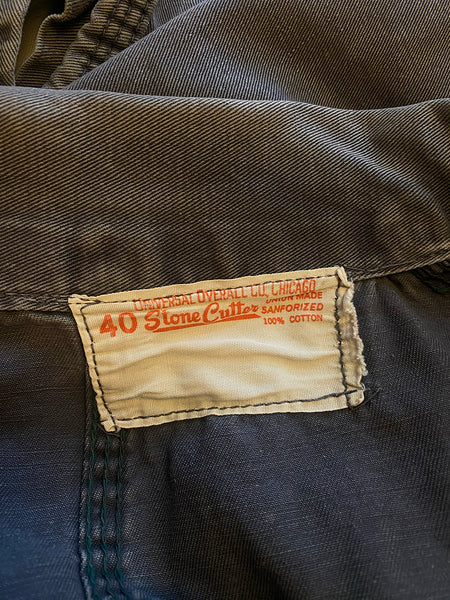 UNIVERSAL OVERALL CO. CHICAGO
40 Stone Cutter
UNION MADE
SANFORIZED
100% COTTON